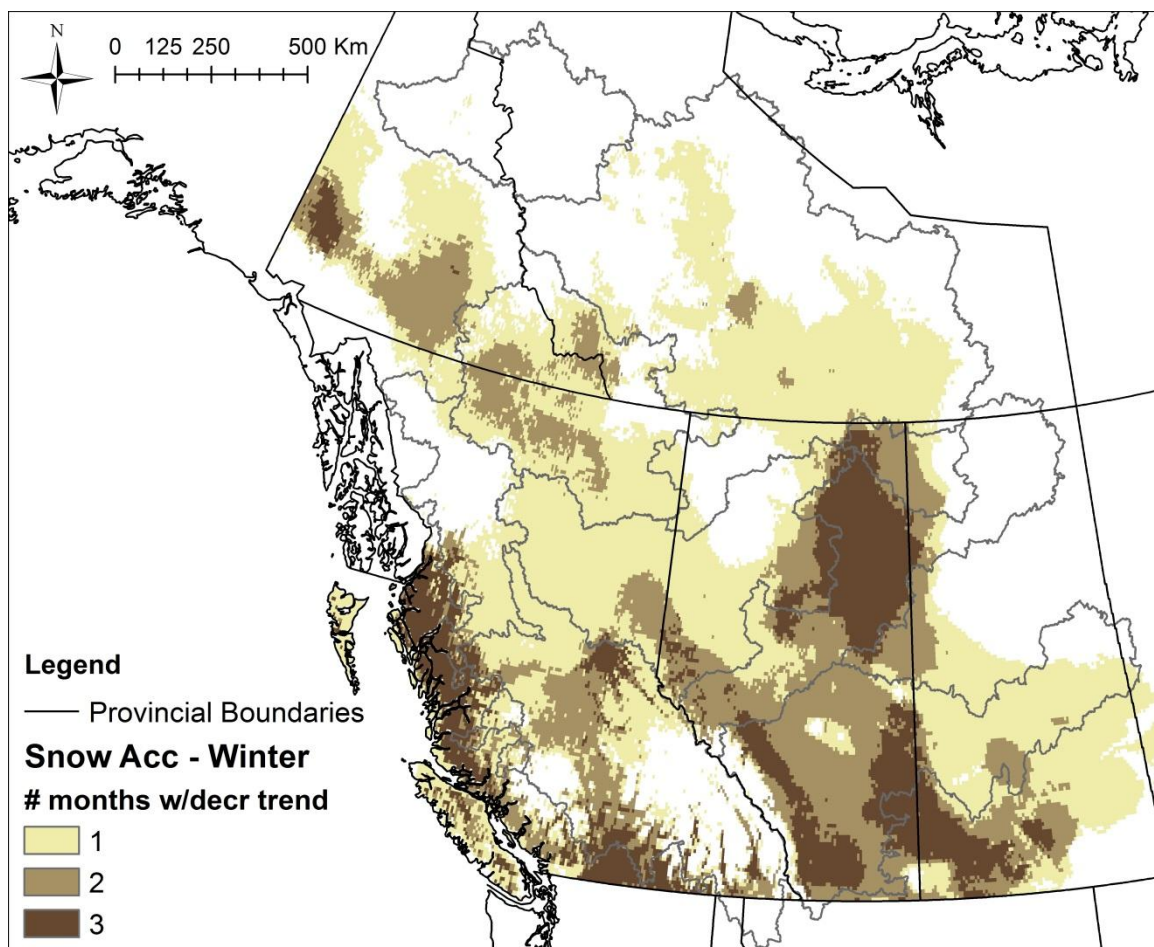 N
0 125 250 500 Km
Legend
Provincial Boundaries
Snow Acc - Winter
# months w/decr trend
1
2
3